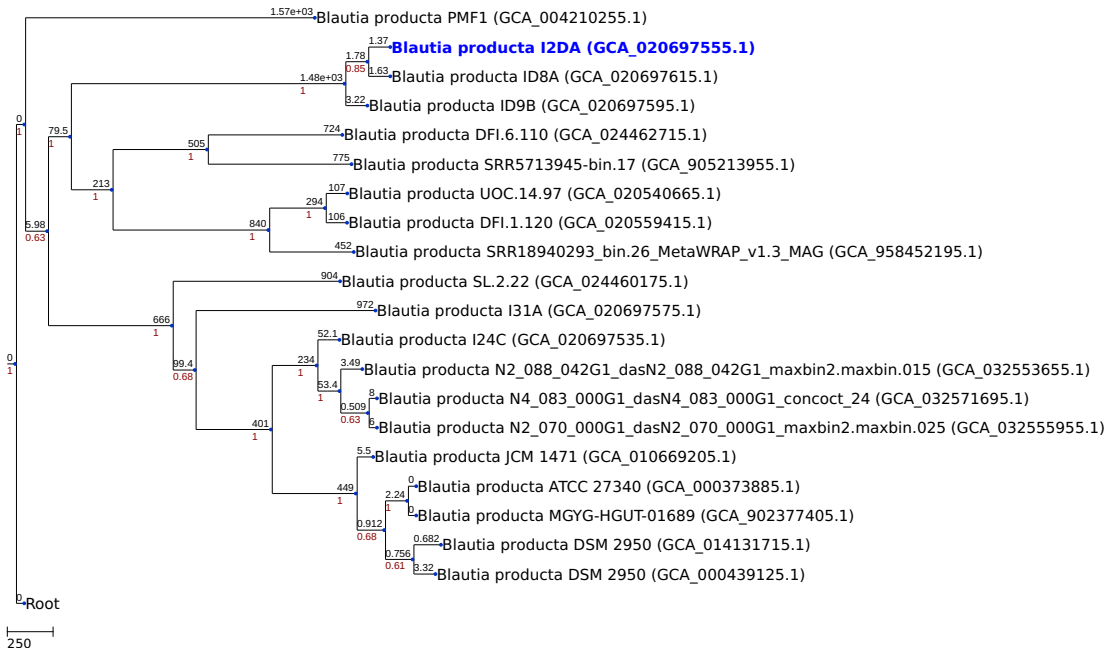 1.57e+03 Blautia producta PMF1 (GCA_004210255.1)
1.37 Blautia producta I2DA (GCA_020697555.1)
1.78
0.85
1.63 Blautia producta ID8A (GCA_020697615.1)
1.48e+03
1
3.22 Blautia producta ID9B (GCA_020697595.1)
0
1
79.5
1
724 Blautia producta DFI.6.110 (GCA_024462715.1)
505
1
775 Blautia producta SRR5713945-bin.17 (GCA_905213955.1)
213
1
107 Blautia producta UOC.14.97 (GCA_020540665.1)
294
1
106 Blautia producta DFI.1.120 (GCA_020559415.1)
5.98
0.63
840
1
452 Blautia producta SRR18940293_bin.26_MetaWRAP_v1.3_MAG (GCA_958452195.1)
904 Blautia producta SL.2.22 (GCA_024460175.1)
972 Blautia producta I31A (GCA_020697575.1)
666
1
52.1 Blautia producta I24C (GCA_020697535.1)
0
1
99.4
0.68
234
1
3.49 Blautia producta N2_088_042G1_dasN2_088_042G1_maxbin2.maxbin.015 (GCA_032553655.1)
53.4
1
8 Blautia producta N4_083_000G1_dasN4_083_000G1_concoct_24 (GCA_032571695.1)
0.509
0.63
6 Blautia producta N2_070_000G1_dasN2_070_000G1_maxbin2.maxbin.025 (GCA_032555955.1)
401
1
5.5 Blautia producta JCM 1471 (GCA_010669205.1)
0 Blautia producta ATCC 27340 (GCA_000373885.1)
449
1
2.24
1
0 Blautia producta MGYG-HGUT-01689 (GCA_902377405.1)
0.912
0.68
0.682 Blautia producta DSM 2950 (GCA_014131715.1)
0.756
0.61
3.32 Blautia producta DSM 2950 (GCA_000439125.1)
0 Root
250